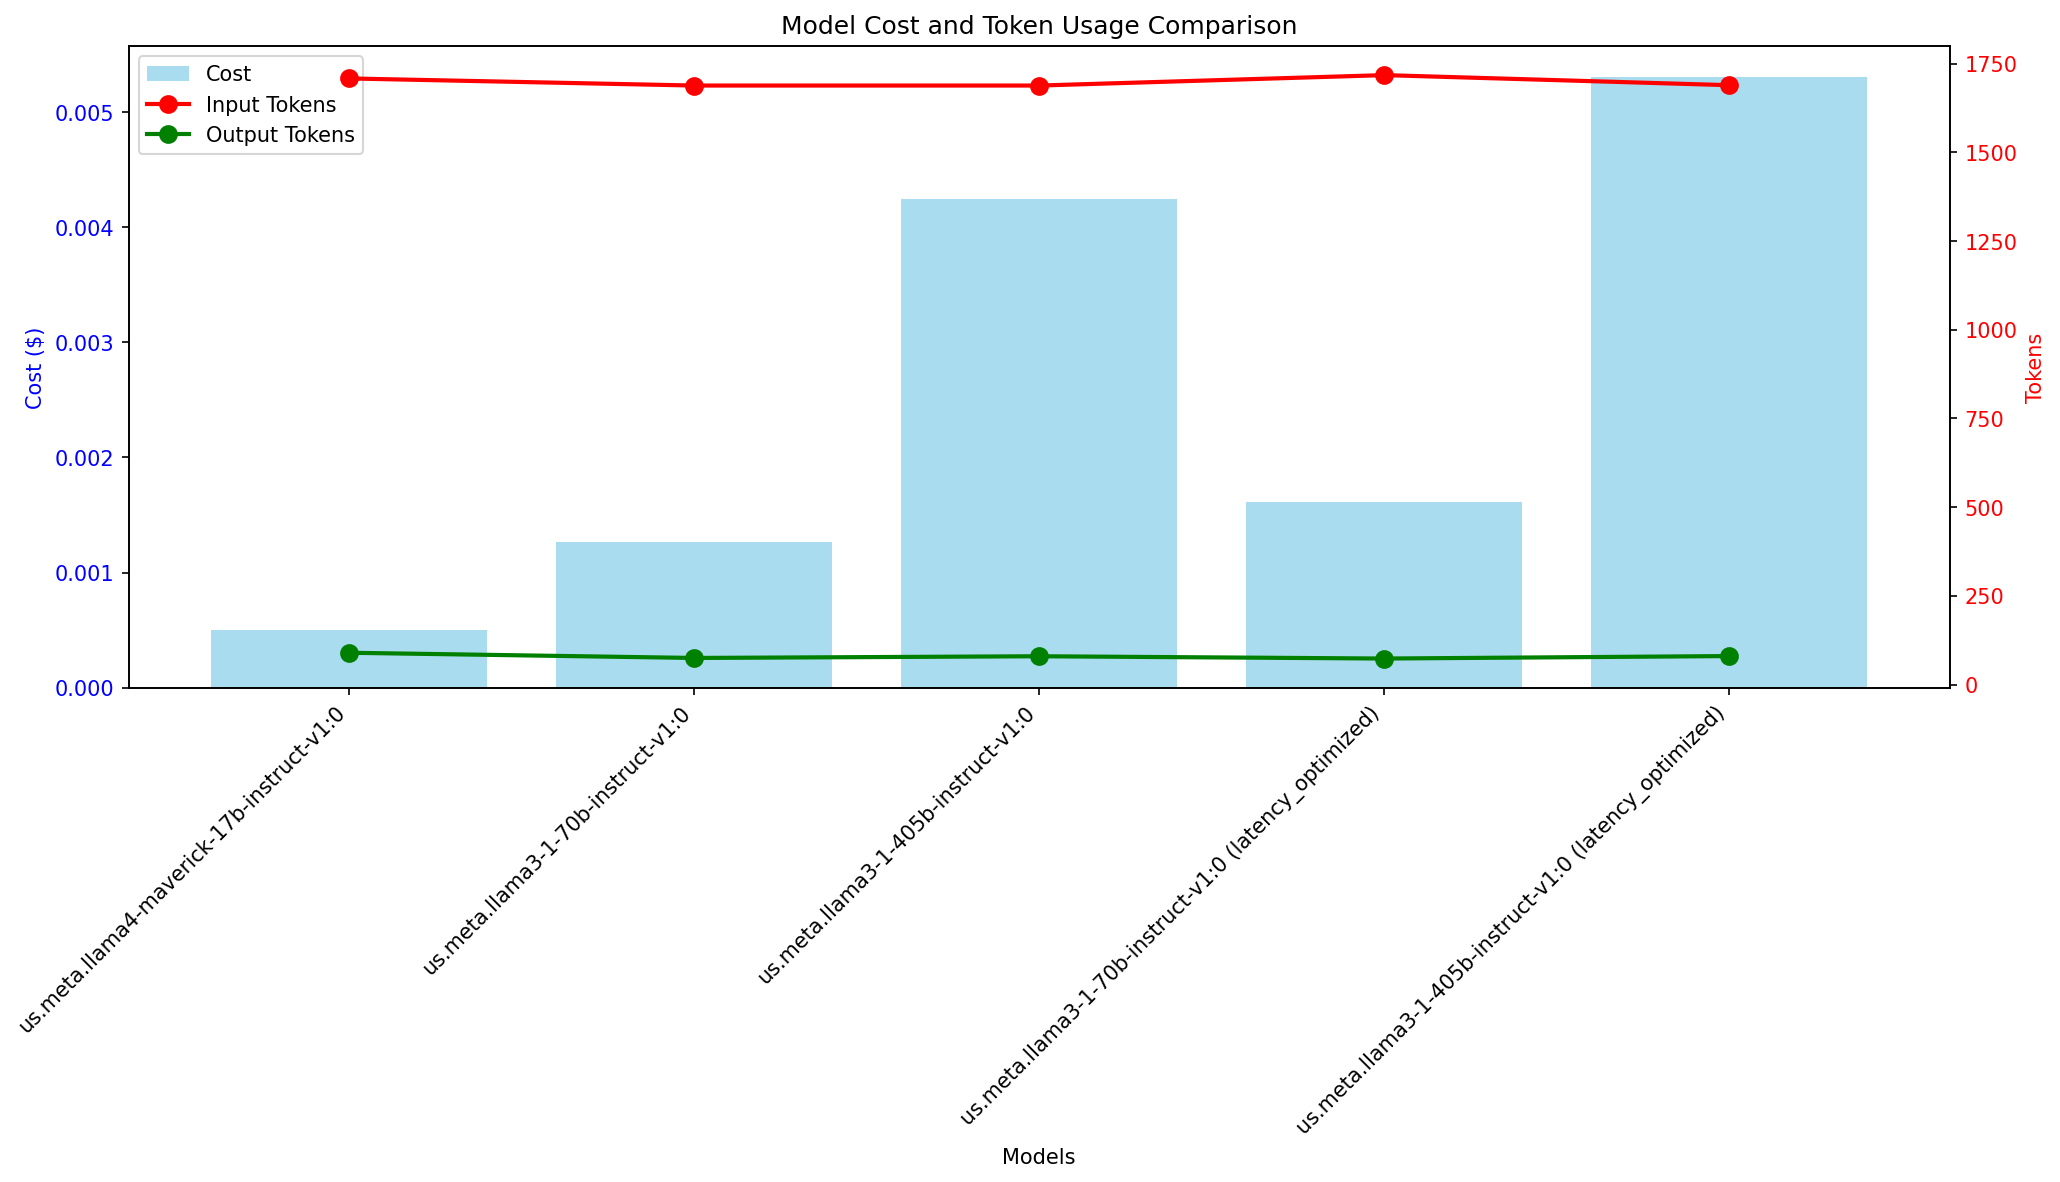 Model Cost and Token Usage Comparison
Cost
Input Tokens
Output Tokens
Cost ($)
0.005
0.004
0.003
0.002
0.001
0.000
1750
1500
1250
1000
750
500
250
0
Tokens
us.meta.llama4-maverick-17b-instruct-v1:0
us.meta.llama3-1-70b-instruct-v1:0
us.meta.llama3-1-405b-instruct-v1:0
us.meta.llama3-1-70b-instruct-v1:0 (latency_optimized)
us.meta.llama3-1-405b-instruct-v1:0 (latency_optimized)
Models